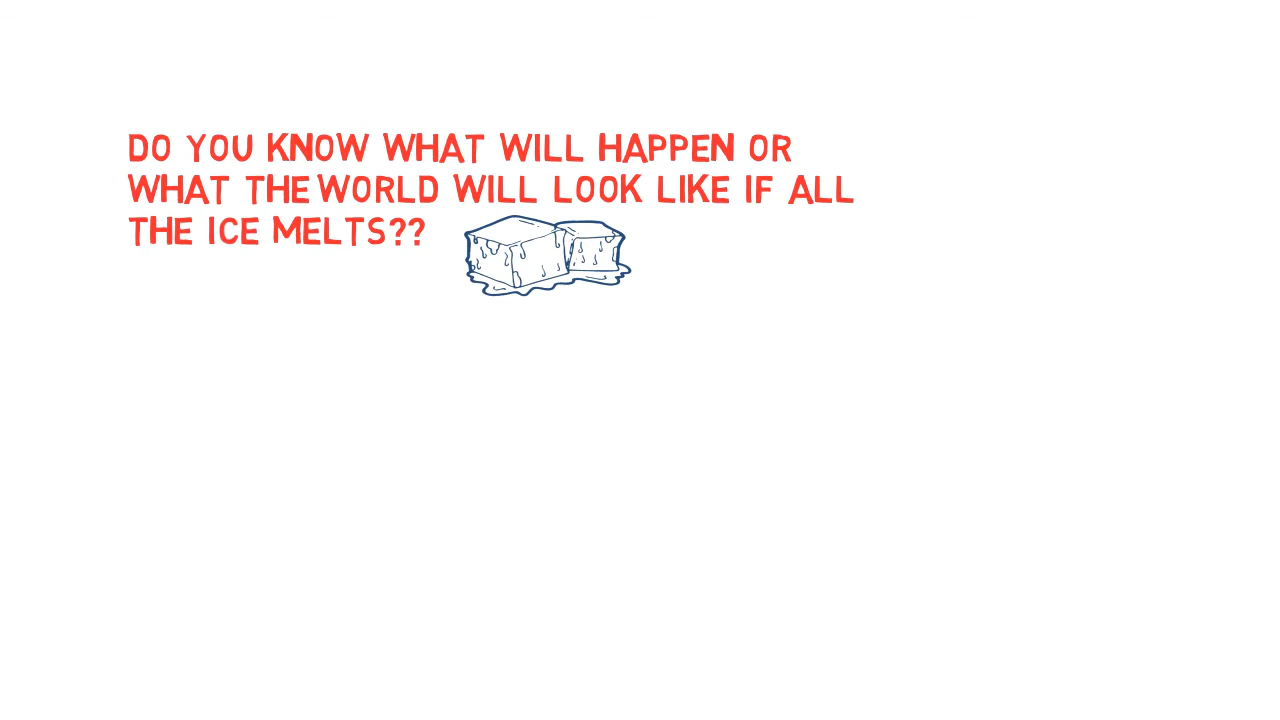 DO YOU KNOW WHAT WILL HAPPEN OR
WHAT THE WORLD WILL LOOK LIKE IF ALL
THE ICE MELTS??